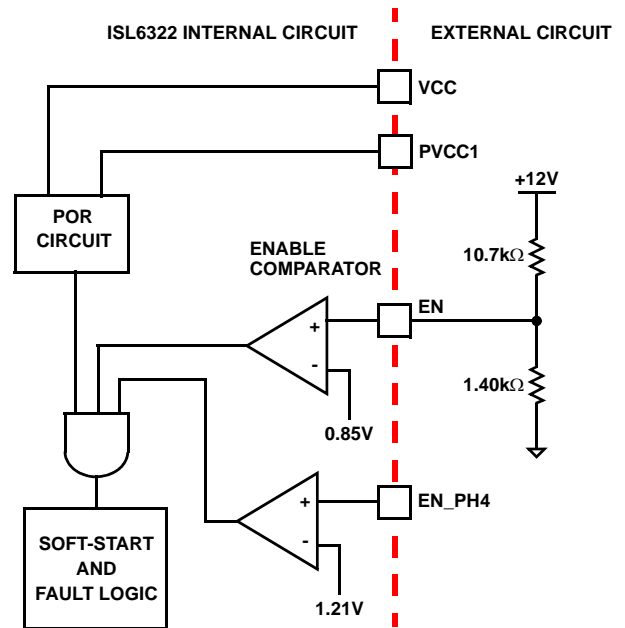 ISL6322 INTERNAL CIRCUIT
EXTERNAL CIRCUIT
VCC
PVCC1
+12V
POR
CIRCUIT
10.7kΩ
ENABLE
COMPARATOR
EN
+
-
1.40kΩ
0.85V
EN_PH4
+
-
SOFT-START
AND
FAULT LOGIC
1.21V